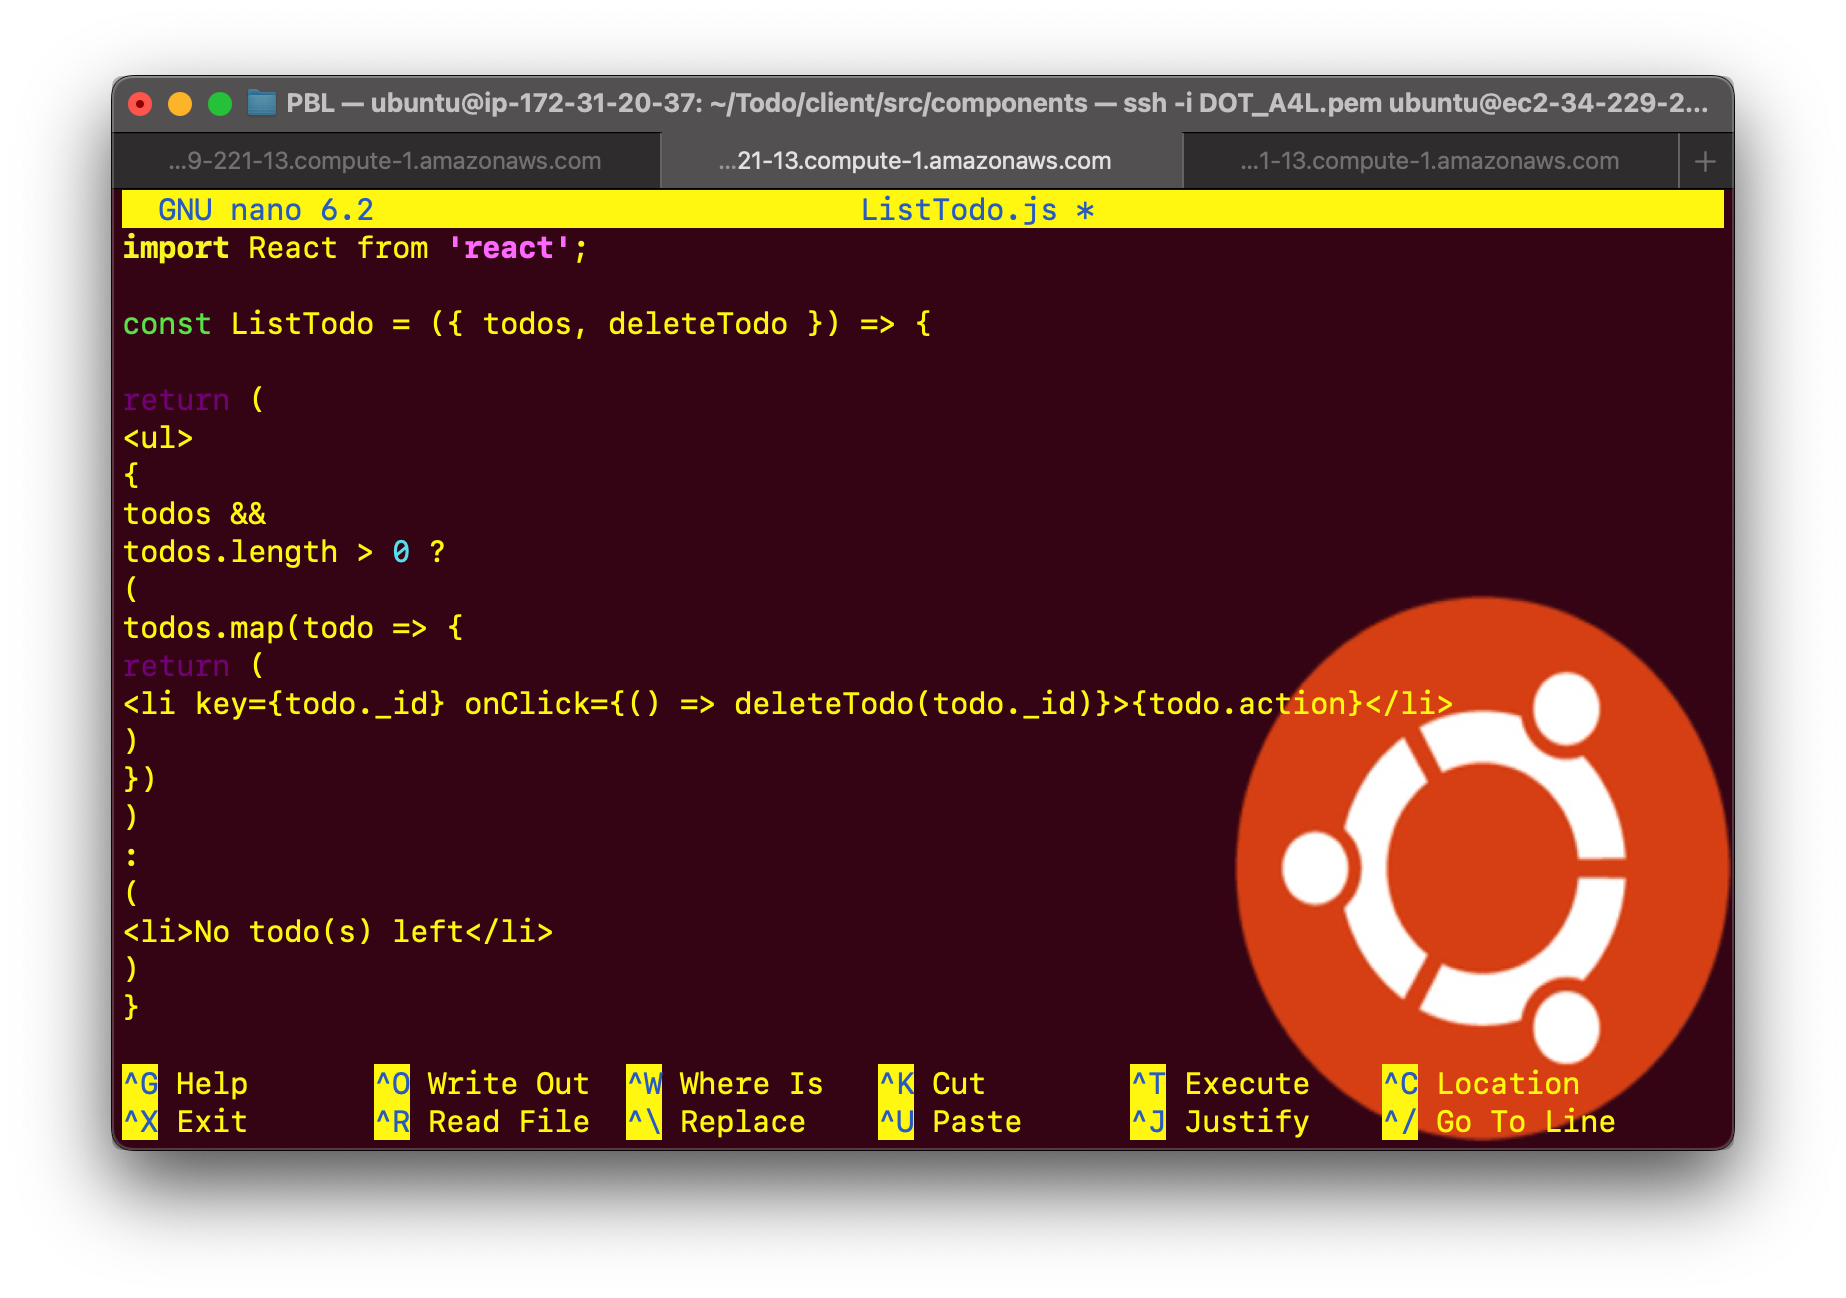 PBL — ubuntu@ip-172-31-20-37: ~/Todo/client/src/components — ssh -i DOT_A4L.pem ubuntu@ec2-34-229-2...
...9-221-13.compute-1.amazonaws.com ...21-13.compute-1.amazonaws.com ...1-13.compute-1.amazonaws.com +
GNU nano 6.2 ListTodo.js *
import React from 'react';
const ListTodo = ({ todos, deleteTodo }) => {
return (
<ul>
{
todos &&
todos.length > 0 ?
(
todos.map(todo => {
return (
<li key={todo._id} onClick={() => deleteTodo(todo._id)}>{todo.action}</li>
)
})
)
:
(
<li>No todo(s) left</li>
)
}
^G Help ^O Write Out ^W Where Is ^K Cut ^T Execute ^C Location
^X Exit ^R Read File ^\ Replace ^U Paste ^J Justify ^/ Go To Line